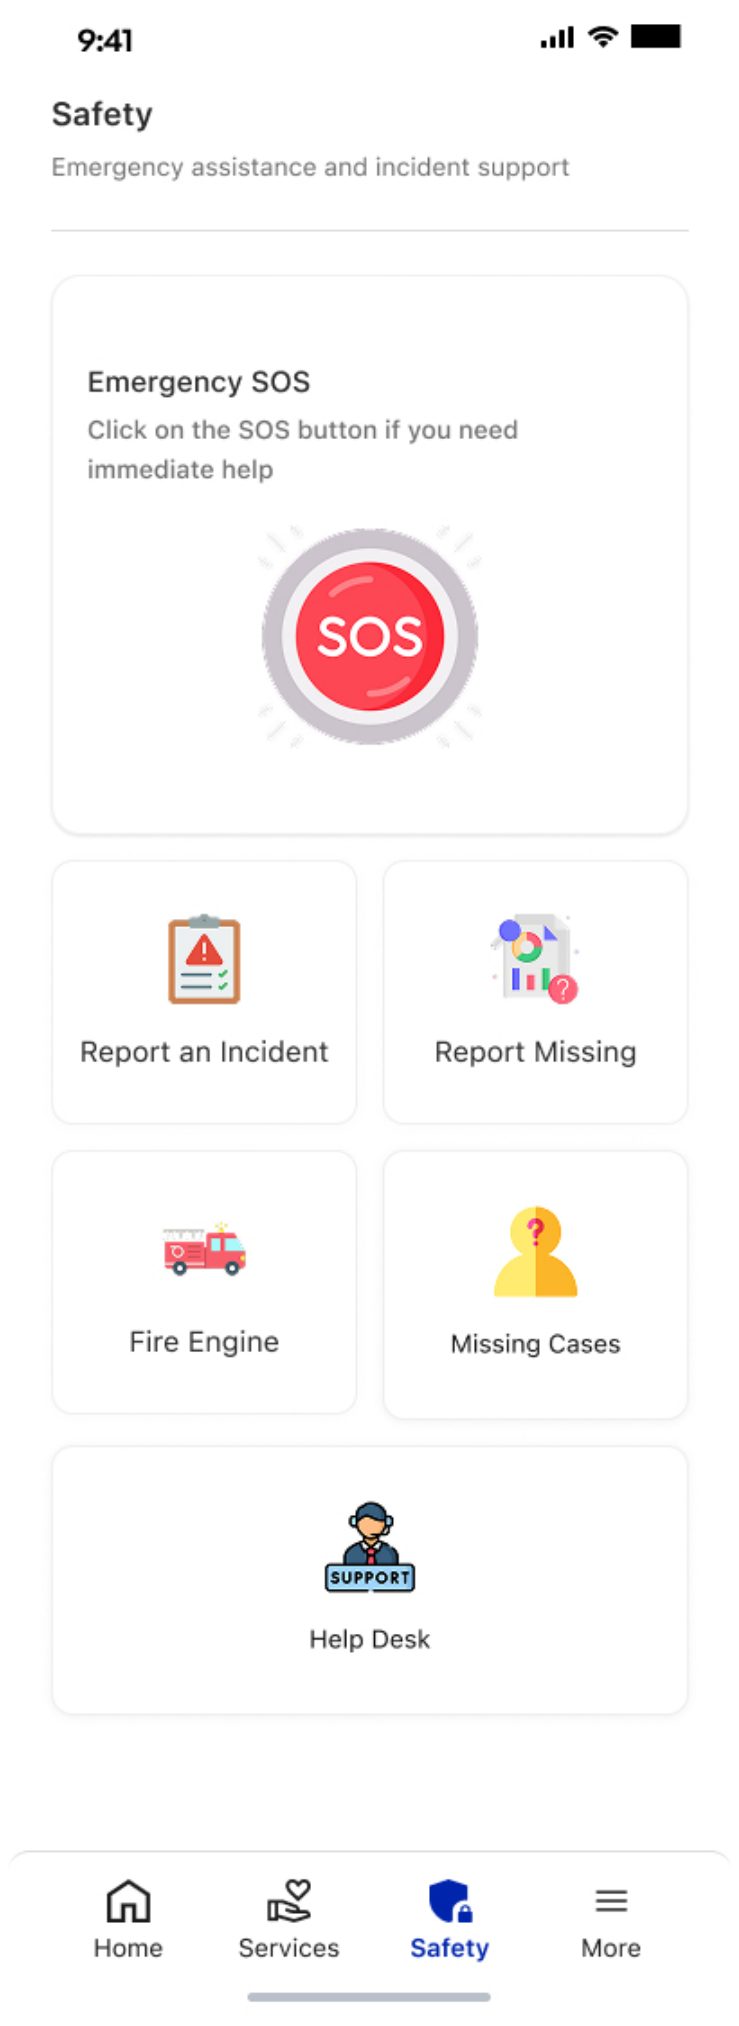 9:41
Safety
Emergency assistance and incident support
Emergency SOS
Click on the SOS button if you need
immediate help
SOS
Report an Incident
?
Report Missing
Fire Engine
?
Missing Cases
SUPPORT
Help Desk
Home
Services
Safety
More